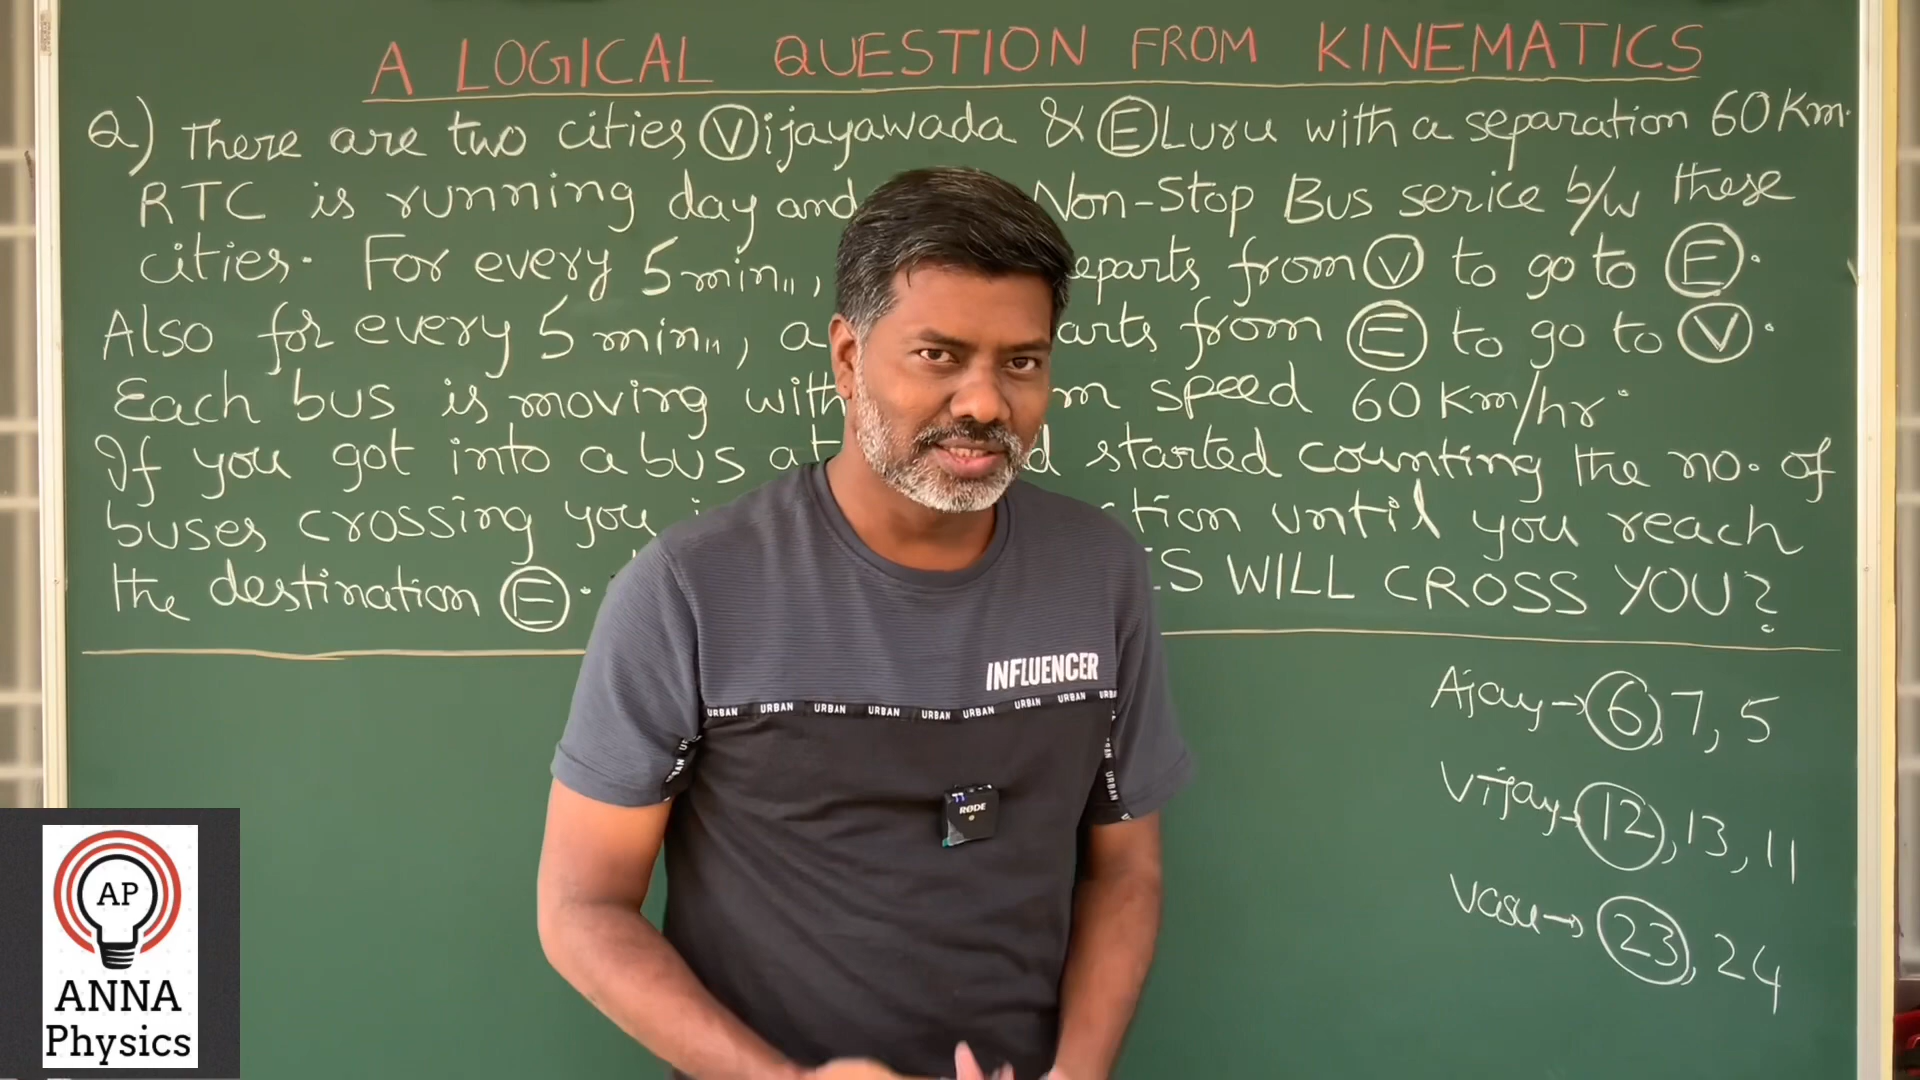 A LOGICAL QUESTION FROM KINEMATICS
Q) There are two cities Vijayawada & ELuru with a separation 60 Km.
RTC is running day and Non-Stop Bus serice b/w these
cities. For every 5 min, eparts from V to go to E.
Also for every 5 min, a arts from E to go to V.
Each bus is moving with m speed 60 Km/hr.
If you got into a bus at d started counting the no. of
buses crossing you ction until you reach
the destination E. ES WILL CROSS YOU?
Ajay → 6, 7, 5
Vijay → 12, 13, 11
Vasu → 23, 24
INFLUENCER
URBAN URBAN URBAN URBAN URBAN URBAN URBAN URBAN
RØDE
AP
ANNA
Physics